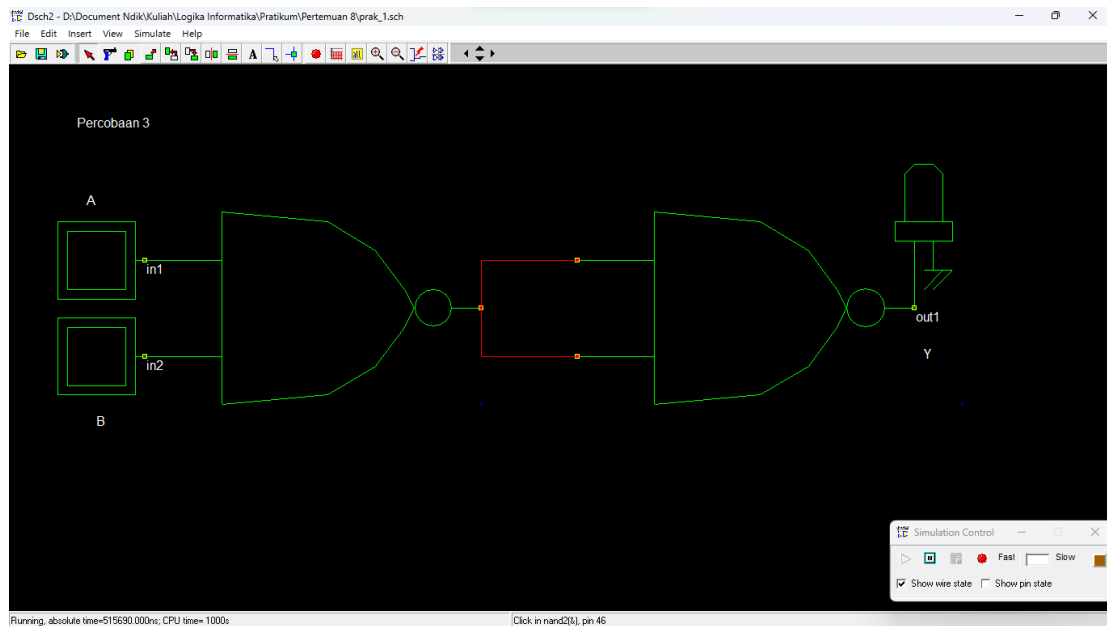 Dsch2 - D:\Document Ndik\Kuliah\Logika Informatika\Pratikum\Pertemuan 8\prak_1.sch
File Edit Insert View Simulate Help
Percobaan 3
A
in1
in2
B
out1
Y
Simulation Control
Fast Slow
Show wire state Show pin state
Running, absolute time=515690.000ns; CPU time= 1000s
Click in nand2(&), pin 46